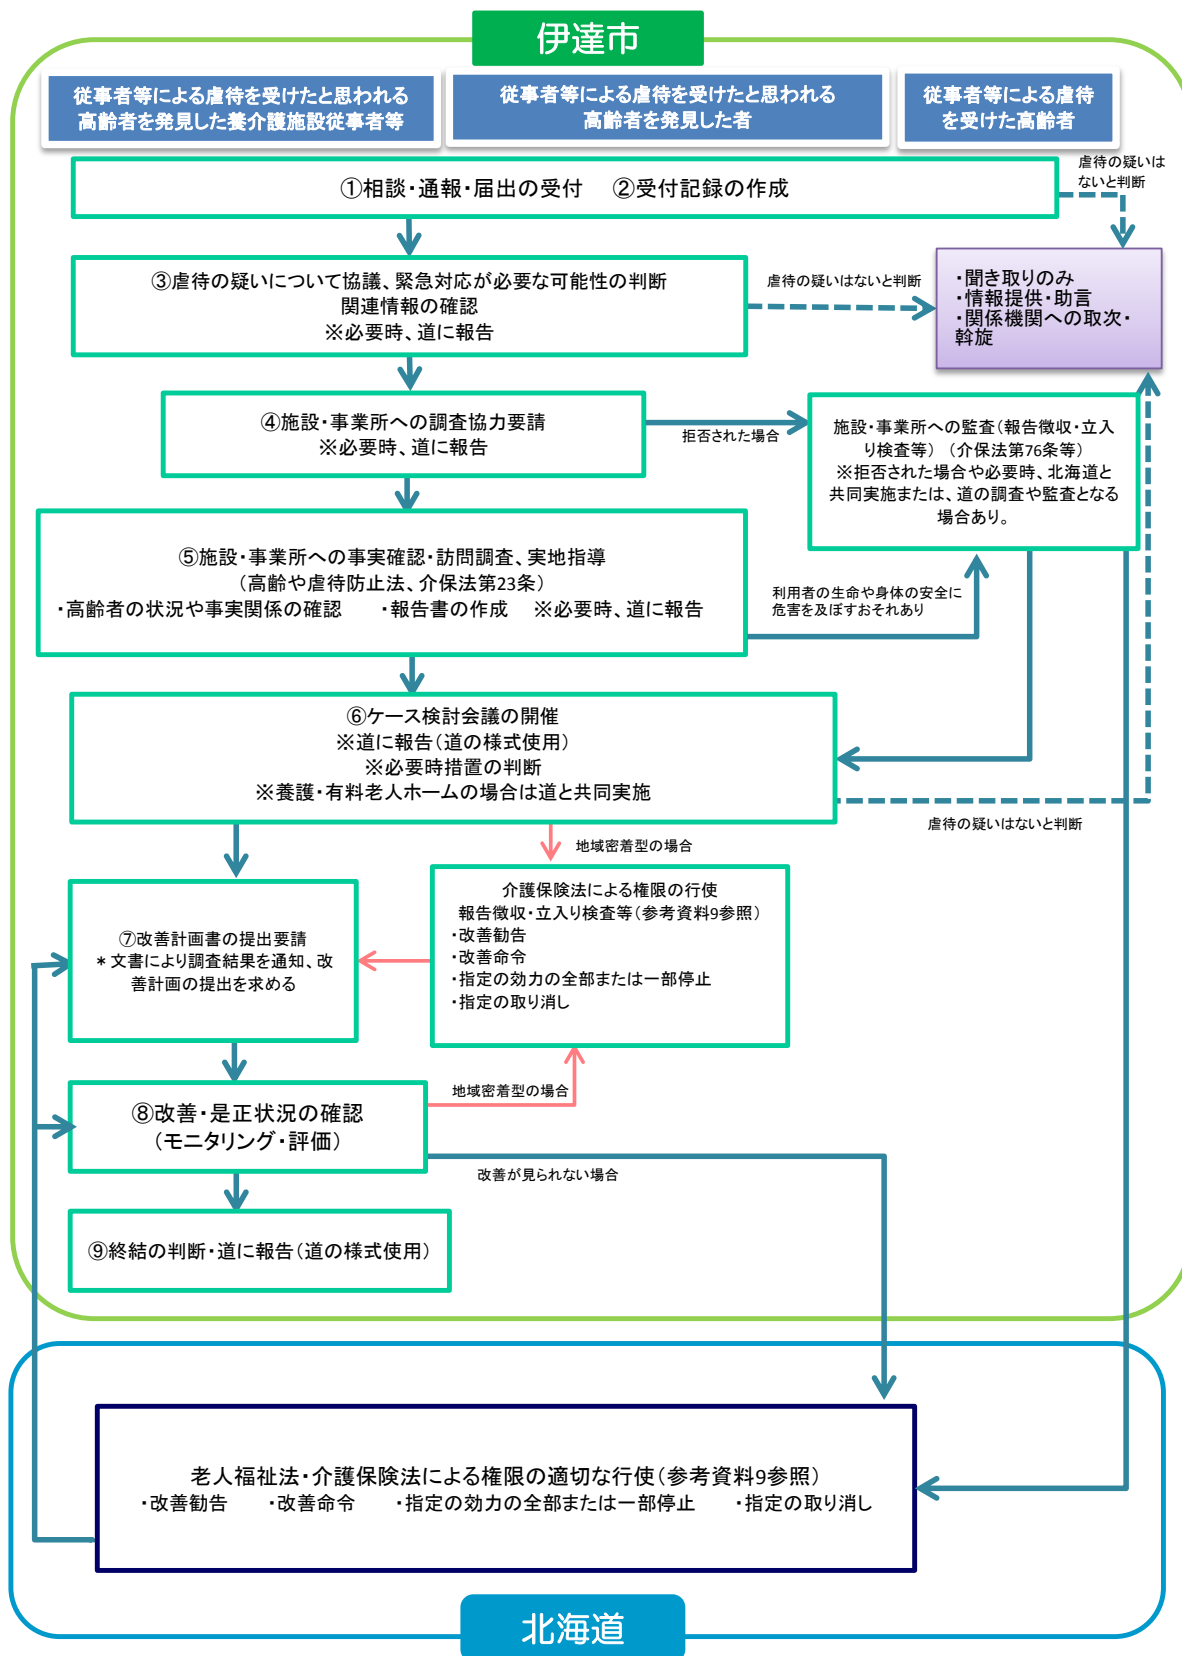 伊達市
従事者等による虐待を受けたと思われる
高齢者を発見した養介護施設従事者等
従事者等による虐待を受けたと思われる
高齢者を発見した者
従事者等による虐待
を受けた高齢者
①相談・通報・届出の受付　②受付記録の作成
虐待の疑いは
ないと判断
③虐待の疑いについて協議、緊急対応が必要な可能性の判断
関連情報の確認
※必要時、道に報告
虐待の疑いはないと判断
・聞き取りのみ
・情報提供・助言
・関係機関への取次・
斡旋
④施設・事業所への調査協力要請
※必要時、道に報告
拒否された場合
施設・事業所への監査（報告徴収・立入
り検査等）（介保法第76条等）
※拒否された場合や必要時、北海道と
共同実施または、道の調査や監査となる
場合あり。
⑤施設・事業所への事実確認・訪問調査、実地指導
（高齢や虐待防止法、介保法第23条）
・高齢者の状況や事実関係の確認　・報告書の作成　※必要時、道に報告
利用者の生命や身体の安全に
危害を及ぼすおそれあり
⑥ケース検討会議の開催
※道に報告（道の様式使用）
※必要時措置の判断
※養護・有料老人ホームの場合は道と共同実施
虐待の疑いはないと判断
地域密着型の場合
介護保険法による権限の行使
報告徴収・立入り検査等（参考資料9参照）
・改善勧告
・改善命令
・指定の効力の全部または一部停止
・指定の取り消し
⑦改善計画書の提出要請
＊文書により調査結果を通知、改
善計画の提出を求める
地域密着型の場合
⑧改善・是正状況の確認
（モニタリング・評価）
改善が見られない場合
⑨終結の判断・道に報告（道の様式使用）
老人福祉法・介護保険法による権限の適切な行使（参考資料9参照）
・改善勧告　・改善命令　・指定の効力の全部または一部停止　・指定の取り消し
北海道